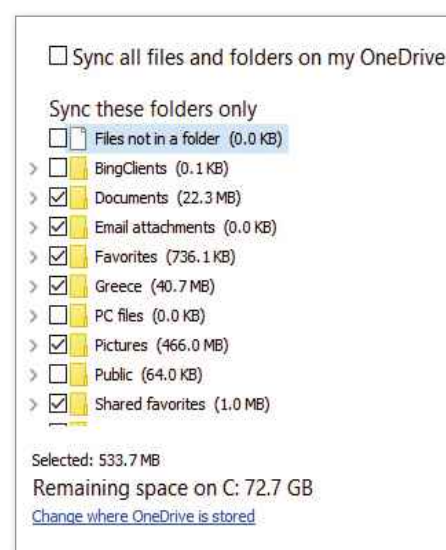 Sync all files and folders on my OneDrive
Sync these folders only
Files not in a folder (0.0 KB)
BingClients (0.1 KB)
Documents (22.3 MB)
Email attachments (0.0 KB)
Favorites (736.1 KB)
Greece (40.7 MB)
PC files (0.0 KB)
Pictures (466.0 MB)
Public (64.0 KB)
Shared favorites (1.0 MB)
Selected: 533.7 MB
Remaining space on C: 72.7 GB
Change where OneDrive is stored